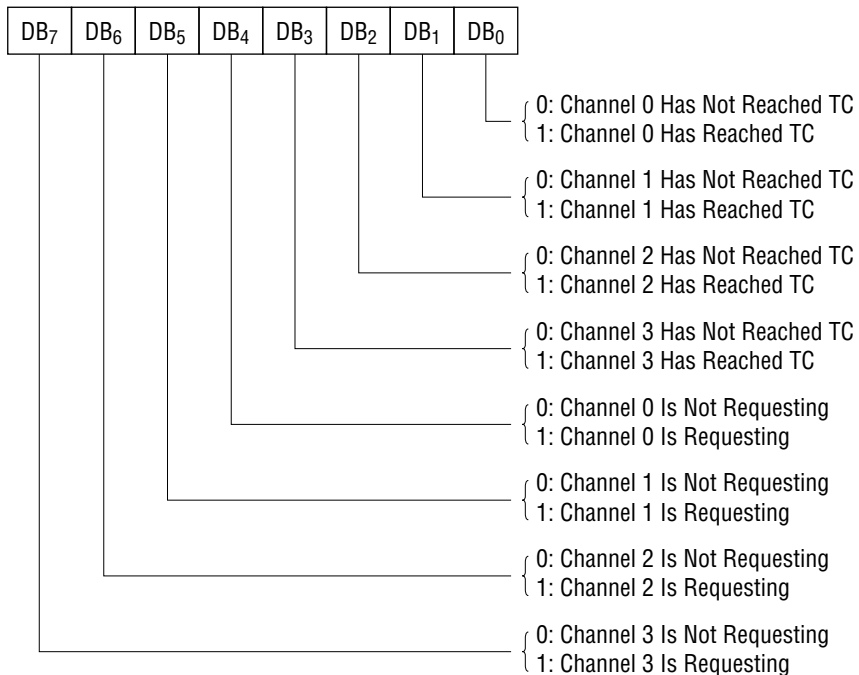 DB7 DB6 DB5 DB4 DB3 DB2 DB1 DB0
0: Channel 0 Has Not Reached TC
1: Channel 0 Has Reached TC
0: Channel 1 Has Not Reached TC
1: Channel 1 Has Reached TC
0: Channel 2 Has Not Reached TC
1: Channel 2 Has Reached TC
0: Channel 3 Has Not Reached TC
1: Channel 3 Has Reached TC
0: Channel 0 Is Not Requesting
1: Channel 0 Is Requesting
0: Channel 1 Is Not Requesting
1: Channel 1 Is Requesting
0: Channel 2 Is Not Requesting
1: Channel 2 Is Requesting
0: Channel 3 Is Not Requesting
1: Channel 3 Is Requesting